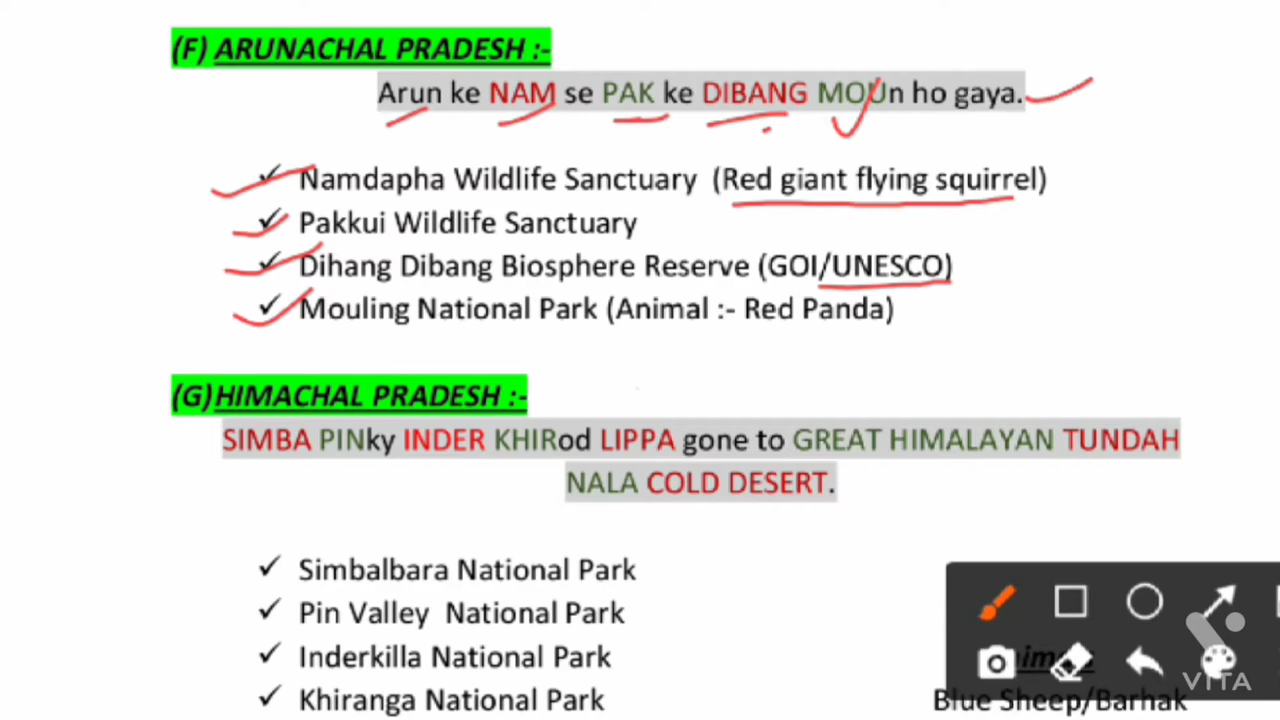 (F) ARUNACHAL PRADESH :-
Arun ke NAM se PAK ke DIBANG MOUn ho gaya.
✓ Namdapha Wildlife Sanctuary (Red giant flying squirrel)
✓ Pakkui Wildlife Sanctuary
✓ Dihang Dibang Biosphere Reserve (GOI/UNESCO)
✓ Mouling National Park (Animal :- Red Panda)
(G)HIMACHAL PRADESH :-
SIMBA PINky INDER KHIRod LIPPA gone to GREAT HIMALAYAN TUNDAH
NALA COLD DESERT.
✓ Simbalbara National Park
✓ Pin Valley National Park
✓ Inderkilla National Park
✓ Khiranga National Park
Blue Sheep/Barhak
VITA